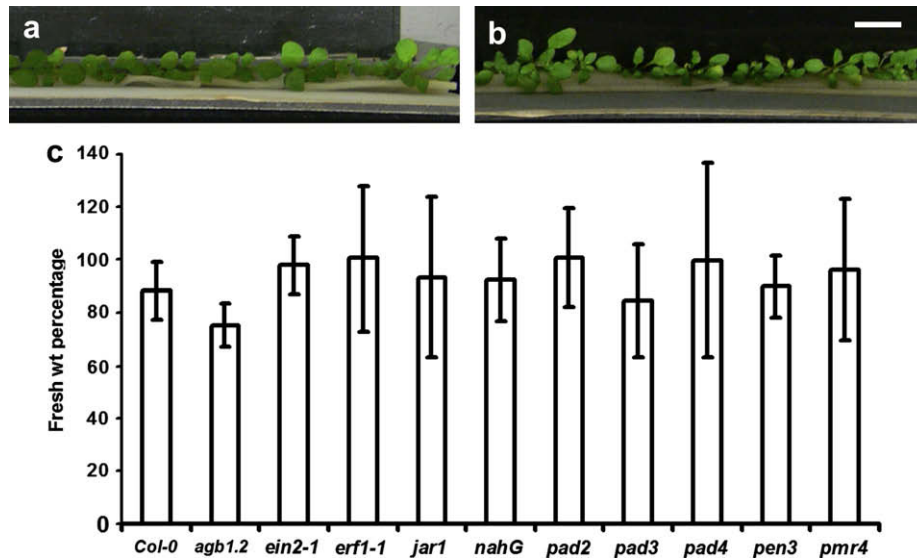 a
b
c
Fresh wt percentage
140
120
100
80
60
40
20
0
Col-0 agb1.2 ein2-1 erf1-1 jar1 nahG pad2 pad3 pad4 pen3 pmr4